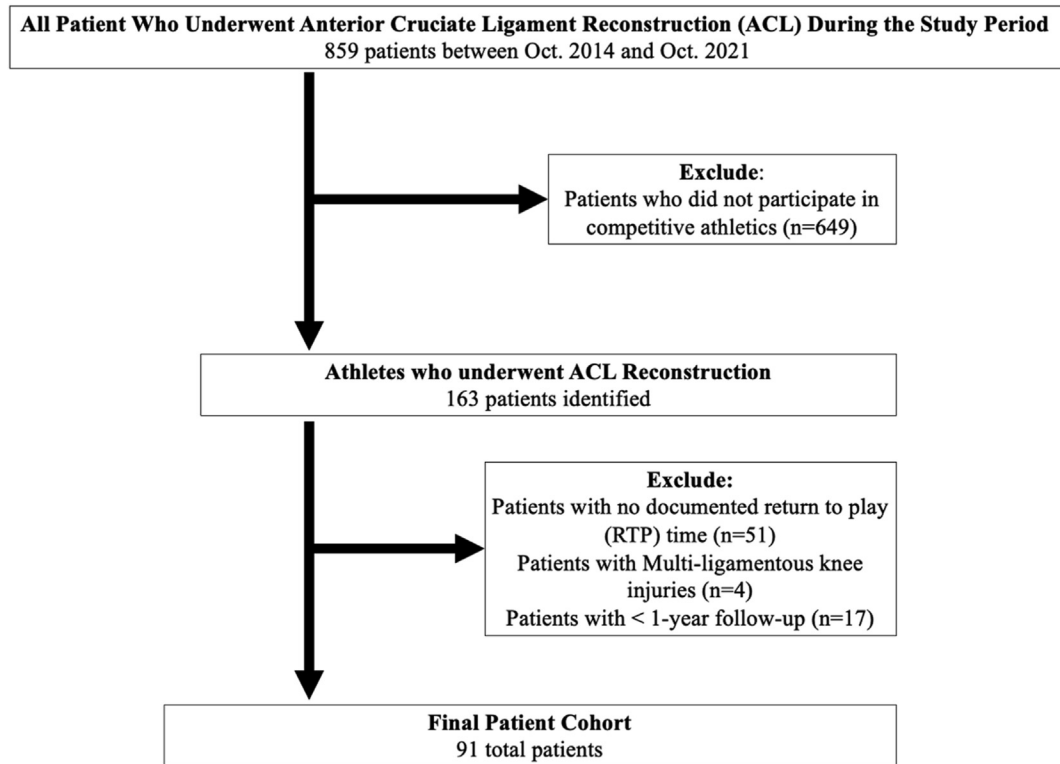 All Patient Who Underwent Anterior Cruciate Ligament Reconstruction (ACL) During the Study Period
859 patients between Oct. 2014 and Oct. 2021
Exclude:
Patients who did not participate in
competitive athletics (n=649)
Athletes who underwent ACL Reconstruction
163 patients identified
Exclude:
Patients with no documented return to play
(RTP) time (n=51)
Patients with Multi-ligamentous knee
injuries (n=4)
Patients with < 1-year follow-up (n=17)
Final Patient Cohort
91 total patients